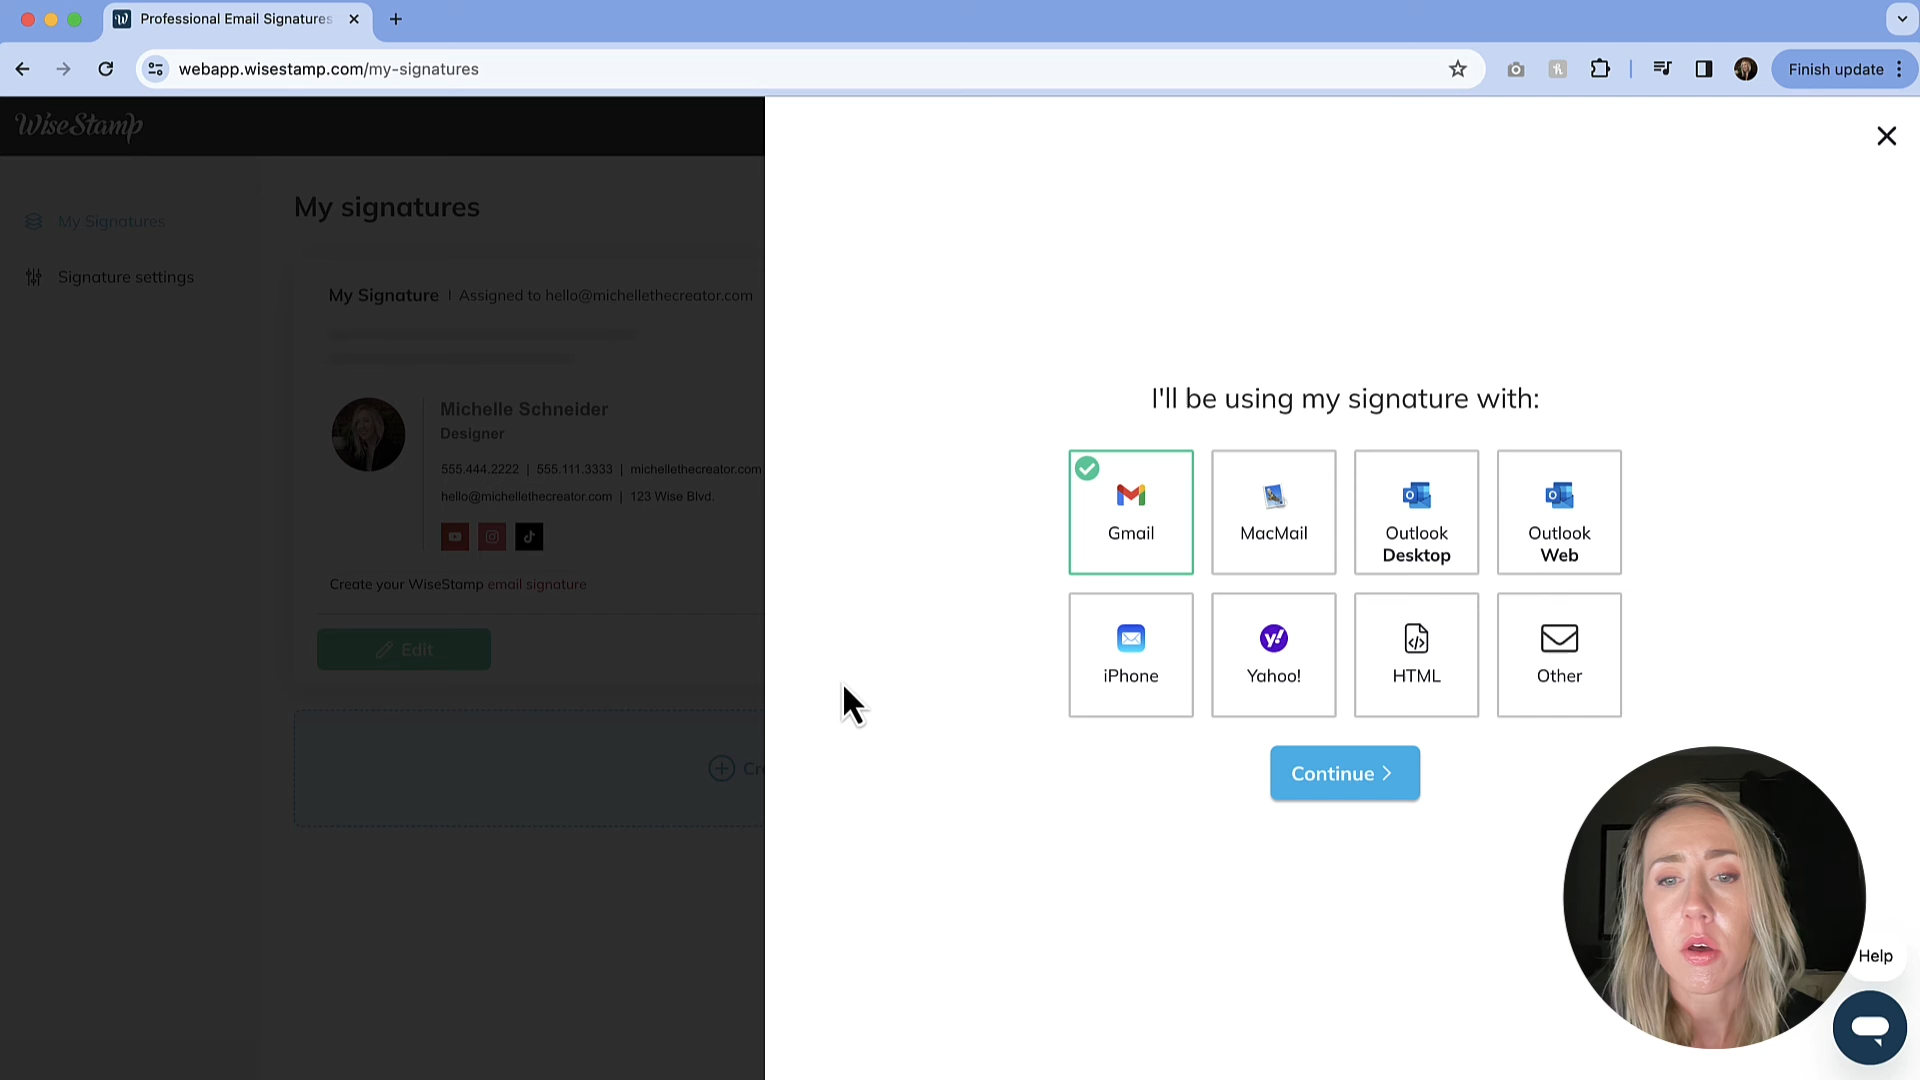 Professional Email Signatures
webapp.wisestamp.com/my-signatures
Finish update
WiseStamp
My Signatures
Signature settings
My signatures
My Signature | Assigned to hello@michellethecreator.com
Michelle Schneider
Designer
555.444.2222 | 555.111.3333 | michellethecreator.com
hello@michellethecreator.com | 123 Wise Blvd.
Create your WiseStamp email signature
Edit
I'll be using my signature with:
Gmail
MacMail
Outlook
Desktop
Outlook
Web
iPhone
Yahoo!
HTML
Other
Continue
Help